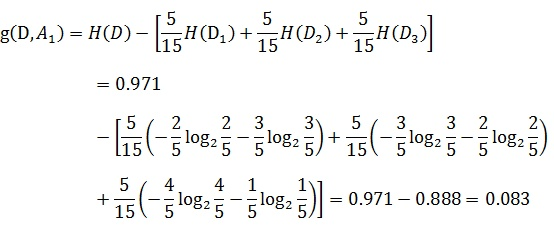 g(D,A₁) = H(D) − [5/15 H(D₁) + 5/15 H(D₂) + 5/15 H(D₃)]
= 0.971
− [5/15 (−2/5 log₂ 2/5 − 3/5 log₂ 3/5) + 5/15 (−3/5 log₂ 3/5 − 2/5 log₂ 2/5)
+ 5/15 (−4/5 log₂ 4/5 − 1/5 log₂ 1/5)] = 0.971 − 0.888 = 0.083